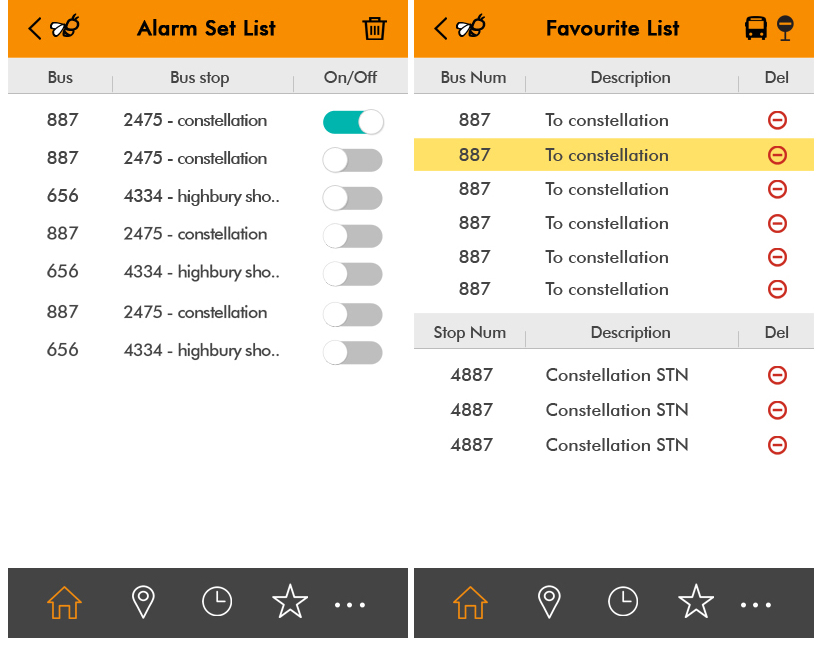 Alarm Set List
Bus Bus stop On/Off
887 2475 - constellation
887 2475 - constellation
656 4334 - highbury sho..
887 2475 - constellation
656 4334 - highbury sho..
887 2475 - constellation
656 4334 - highbury sho..
Favourite List
Bus Num Description Del
887 To constellation
887 To constellation
887 To constellation
887 To constellation
887 To constellation
887 To constellation
Stop Num Description Del
4887 Constellation STN
4887 Constellation STN
4887 Constellation STN